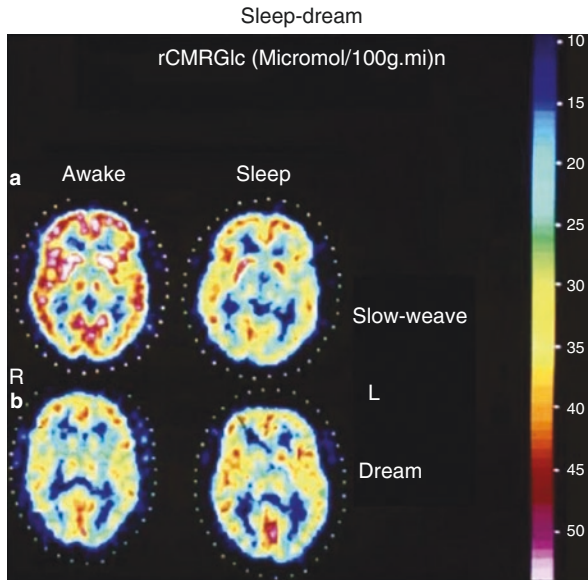 Sleep-dream
rCMRGlc (Micromol/100g.mi)n
10
15
20
25
30
35
40
45
50
a
Awake
Sleep
Slow-weave
R
L
b
Dream